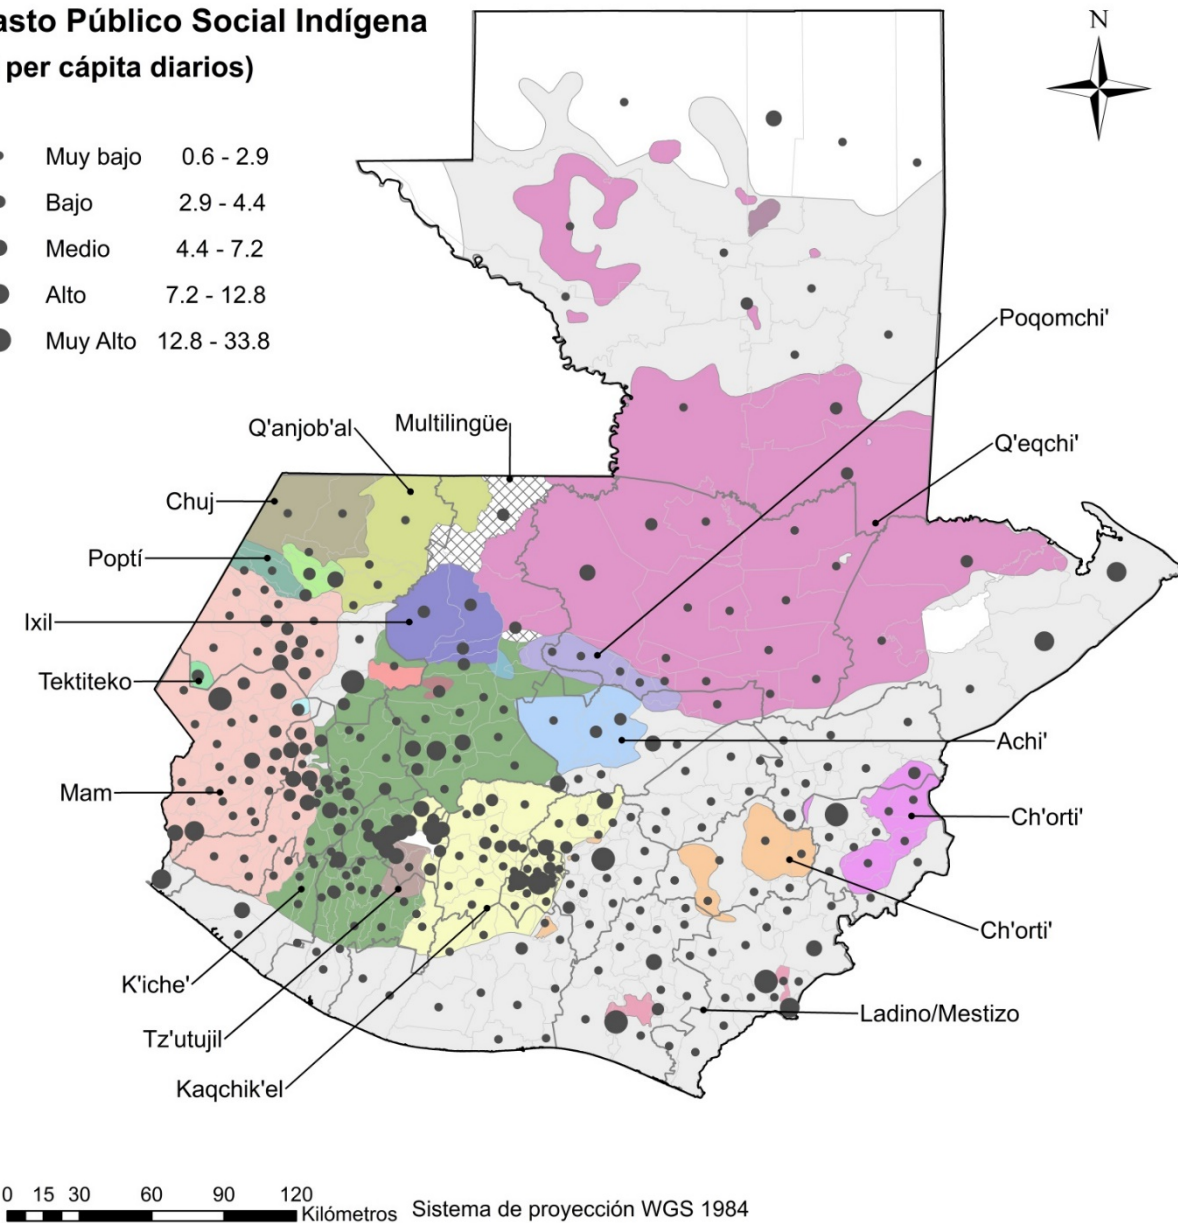 asto Público Social Indígena
per cápita diarios)
N
Muy bajo 0.6 - 2.9
Bajo 2.9 - 4.4
Medio 4.4 - 7.2
Alto 7.2 - 12.8
Muy Alto 12.8 - 33.8
Poqomchi'
Q'anjob'al
Multilingüe
Q'eqchi'
Chuj
Poptí
Ixil
Tektiteko
Achi'
Mam
Ch'orti'
Ch'orti'
K'iche'
Ladino/Mestizo
Tz'utujil
Kaqchik'el
0 15 30 60 90 120
Kilómetros Sistema de proyección WGS 1984